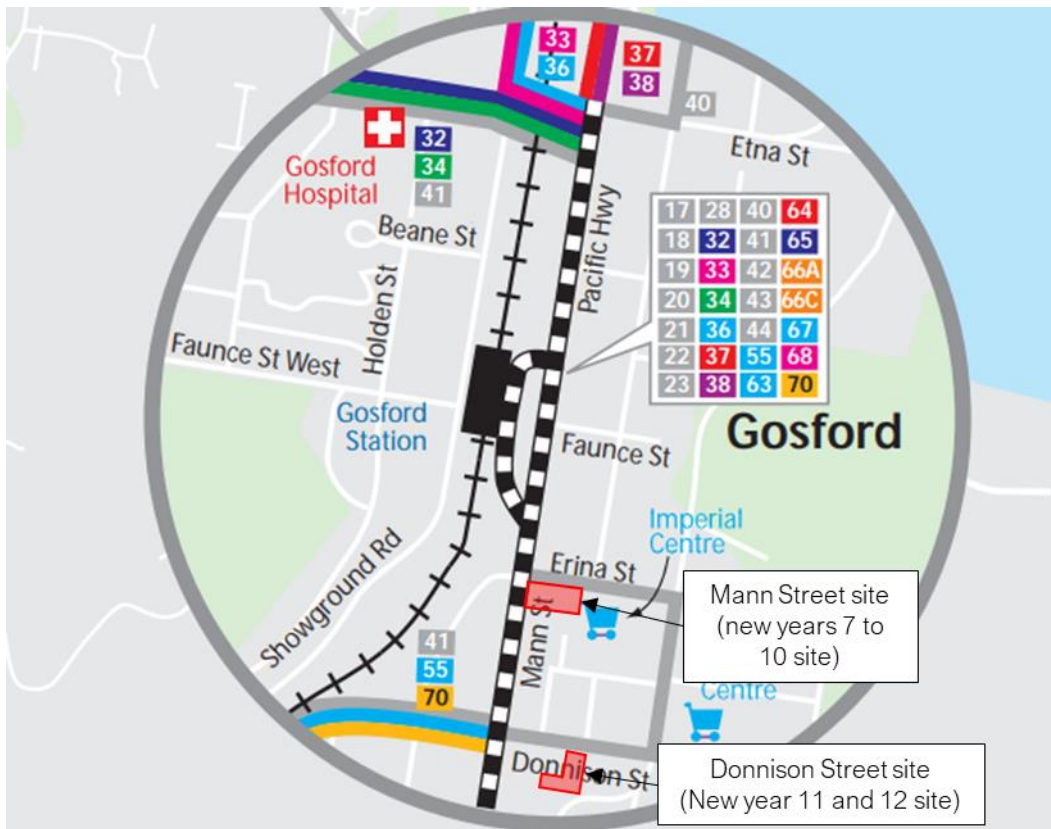 33
36
37
38
40
Etna St
Gosford
Hospital
32
34
41
Beane St
Pacific Hwy
17 28 40 64
18 32 41 65
19 33 42 66A
20 34 43 66C
21 36 44 67
22 37 55 68
23 38 63 70
Holden St
Faunce St West
Gosford
Station
Gosford
Faunce St
Imperial
Centre
Erina St
Showground Rd
Mann St
Mann Street site
(new years 7 to
10 site)
41
55
70
Centre
Donnison St
Donnison Street site
(New year 11 and 12 site)